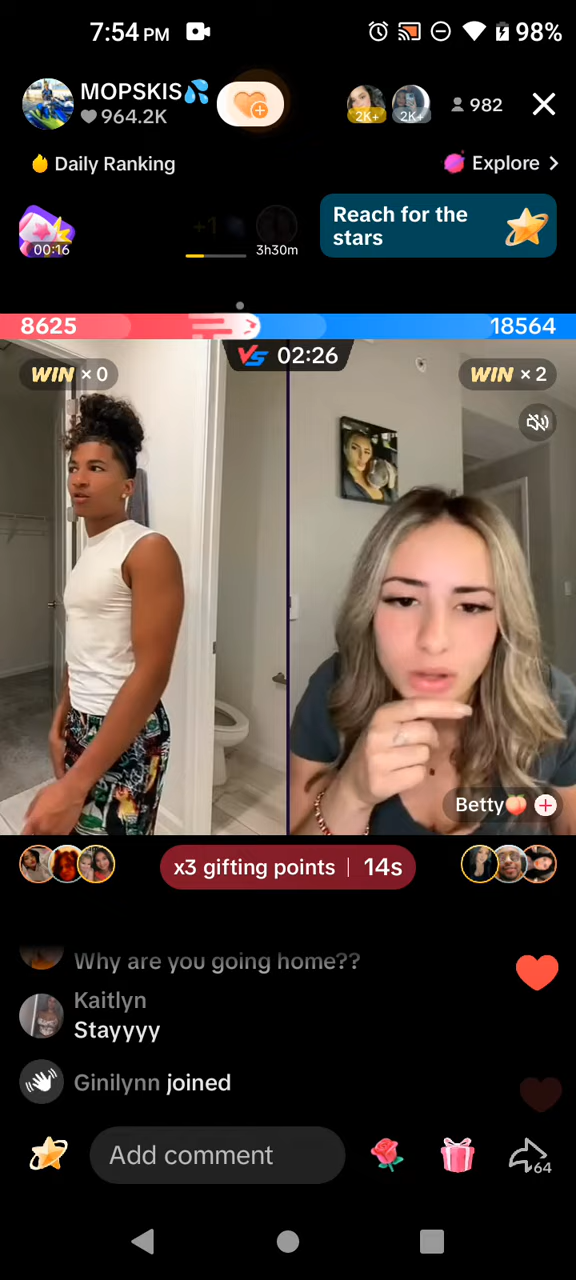 7:54 PM
98%
MOPSKIS💦
964.2K
2K+
2K+
982
Daily Ranking
Explore >
00:16
+1
3h30m
Reach for the
stars
8625
18564
VS 02:26
WIN × 0
WIN × 2
Betty🍑
x3 gifting points | 14s
Why are you going home??
Kaitlyn
Stayyyy
Ginilynn joined
Add comment
64